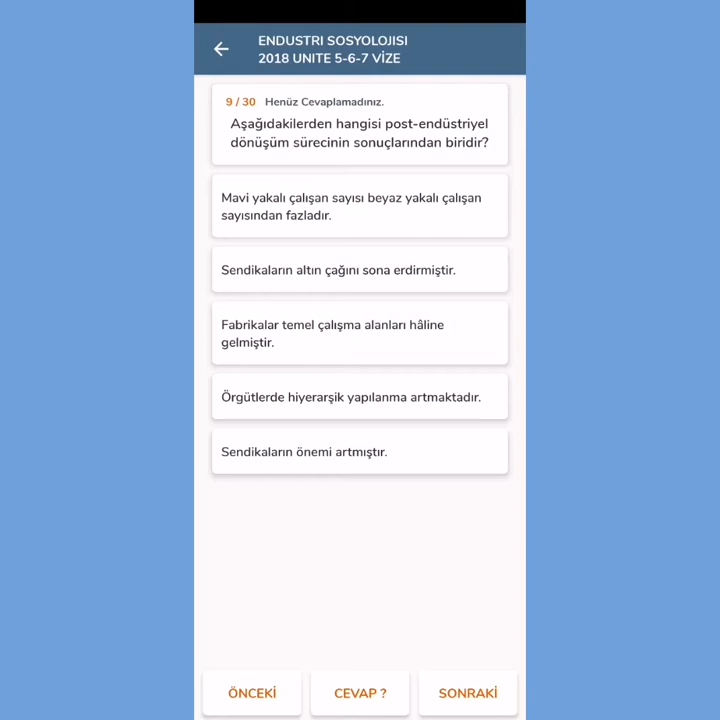 ENDUSTRI SOSYOLOJISI
2018 UNITE 5-6-7 VİZE
9 / 30 Henüz Cevaplamadınız.
Aşağıdakilerden hangisi post-endüstriyel
dönüşüm sürecinin sonuçlarından biridir?
Mavi yakalı çalışan sayısı beyaz yakalı çalışan
sayısından fazladır.
Sendikaların altın çağını sona erdirmiştir.
Fabrikalar temel çalışma alanları hâline
gelmiştir.
Örgütlerde hiyerarşik yapılanma artmaktadır.
Sendikaların önemi artmıştır.
ÖNCEKİ CEVAP ? SONRAKİ